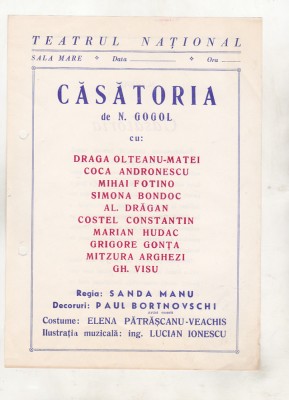 TEATRUL NAȚIONAL
SALA MARE * Data ........ * Ora ........
CĂSĂTORIA
de N. GOGOL
cu:
DRAGA OLTEANU-MATEI
COCA ANDRONESCU
MIHAI FOTINO
SIMONA BONDOC
AL. DRĂGAN
COSTEL CONSTANTIN
MARIAN HUDAC
GRIGORE GONȚA
MITZURA ARGHEZI
GH. VISU
Regia: SANDA MANU
Decoruri: PAUL BORTNOVSCHI
Costume: ELENA PĂTRĂȘCANU-VEACHIS
Ilustrația muzicală: ing. LUCIAN IONESCU